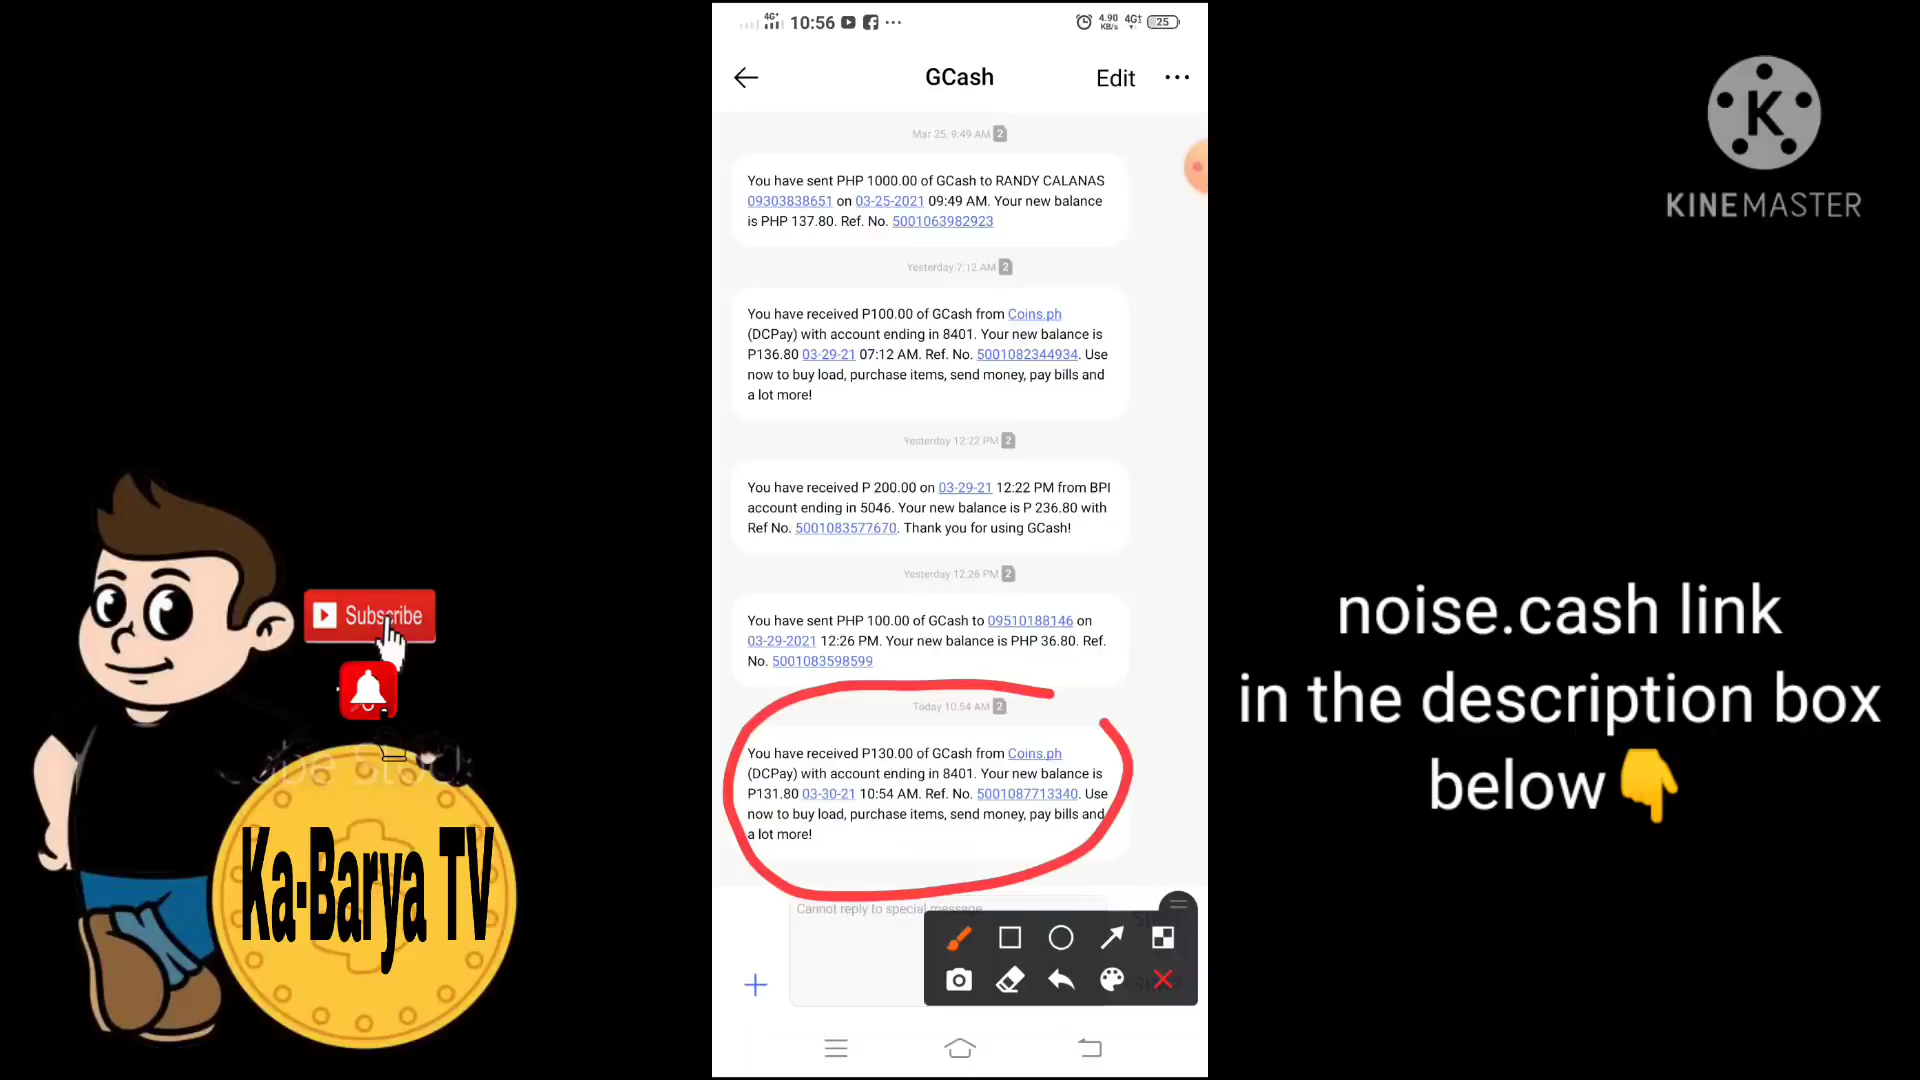 4G+ 10:56
4.90 KB/s 4G 25
GCash Edit
Mar 25, 9:49 AM 2
You have sent PHP 1000.00 of GCash to RANDY CALANAS
09303838651 on 03-25-2021 09:49 AM. Your new balance
is PHP 137.80. Ref. No. 5001063982923
Yesterday 7:12 AM 2
You have received P100.00 of GCash from Coins.ph
(DCPay) with account ending in 8401. Your new balance is
P136.80 03-29-21 07:12 AM. Ref. No. 5001082344934. Use
now to buy load, purchase items, send money, pay bills and
a lot more!
Yesterday 12:22 PM 2
You have received P 200.00 on 03-29-21 12:22 PM from BPI
account ending in 5046. Your new balance is P 236.80 with
Ref No. 5001083577670. Thank you for using GCash!
Yesterday 12:26 PM 2
You have sent PHP 100.00 of GCash to 09510188146 on
03-29-2021 12:26 PM. Your new balance is PHP 36.80. Ref.
No. 5001083598599
Today 10:54 AM 2
You have received P130.00 of GCash from Coins.ph
(DCPay) with account ending in 8401. Your new balance is
P131.80 03-30-21 10:54 AM. Ref. No. 5001087713340. Use
now to buy load, purchase items, send money, pay bills and
a lot more!
Cannot reply to special message
Subscribe
Ka-Barya TV
K
KINEMASTER
noise.cash link
in the description box
below